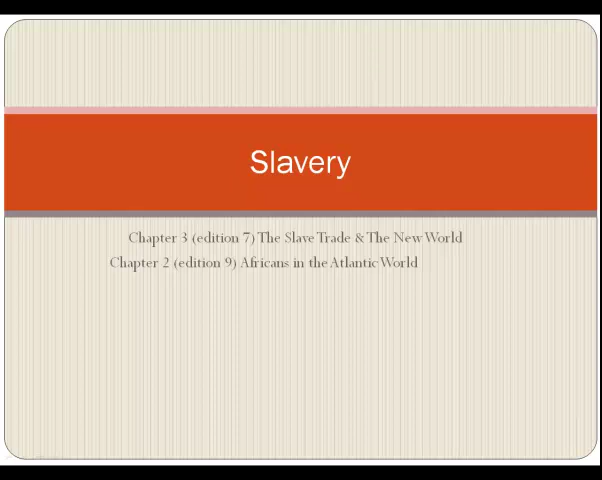 Slavery
Chapter 3 (edition 7) The Slave Trade & The New World
Chapter 2 (edition 9) Africans in the Atlantic World